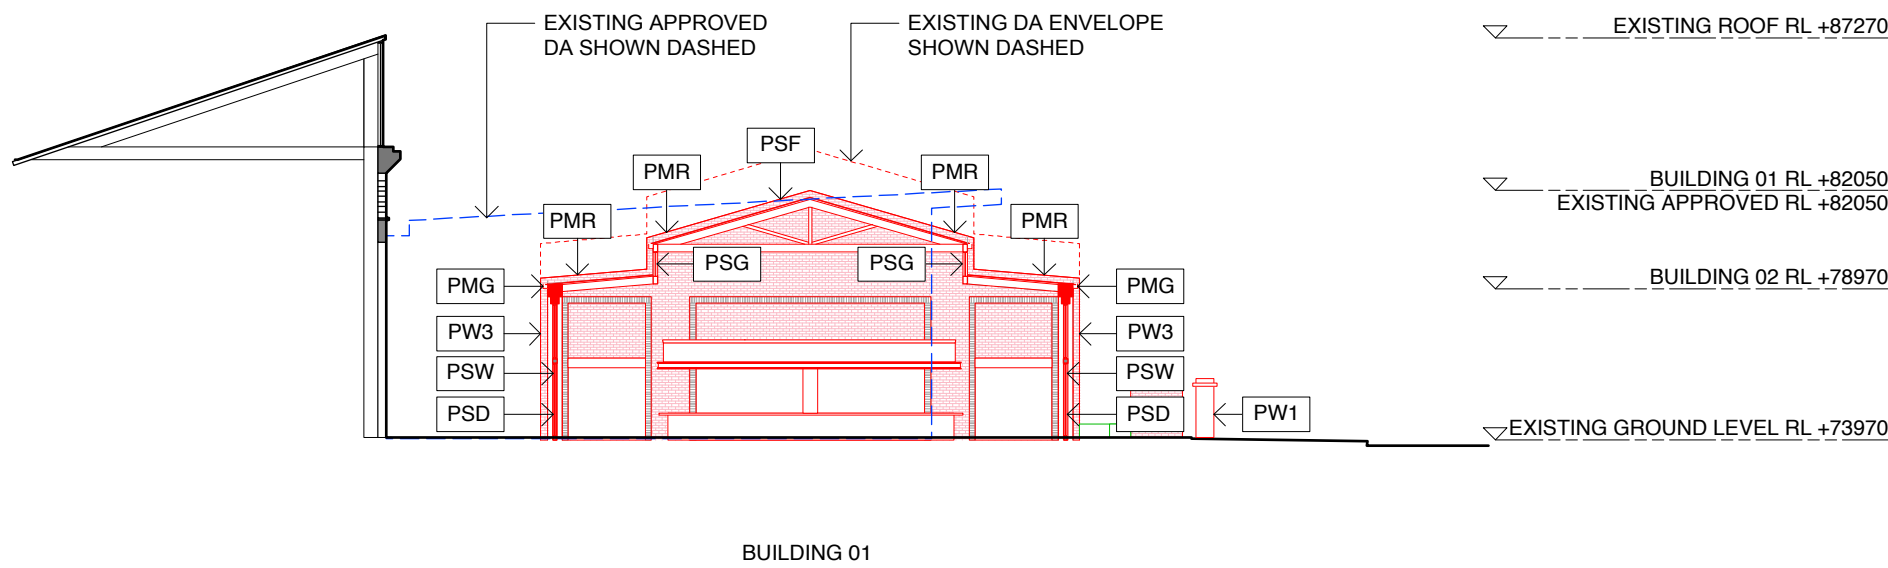 EXISTING APPROVED
DA SHOWN DASHED
EXISTING DA ENVELOPE
SHOWN DASHED
EXISTING ROOF RL +87270
PSF
PMR
PMR
BUILDING 01 RL +82050
EXISTING APPROVED RL +82050
PMR
PMR
PSG
PSG
BUILDING 02 RL +78970
PMG
PMG
PW3
PW3
PSW
PSW
PSD
PSD
PW1
EXISTING GROUND LEVEL RL +73970
BUILDING 01